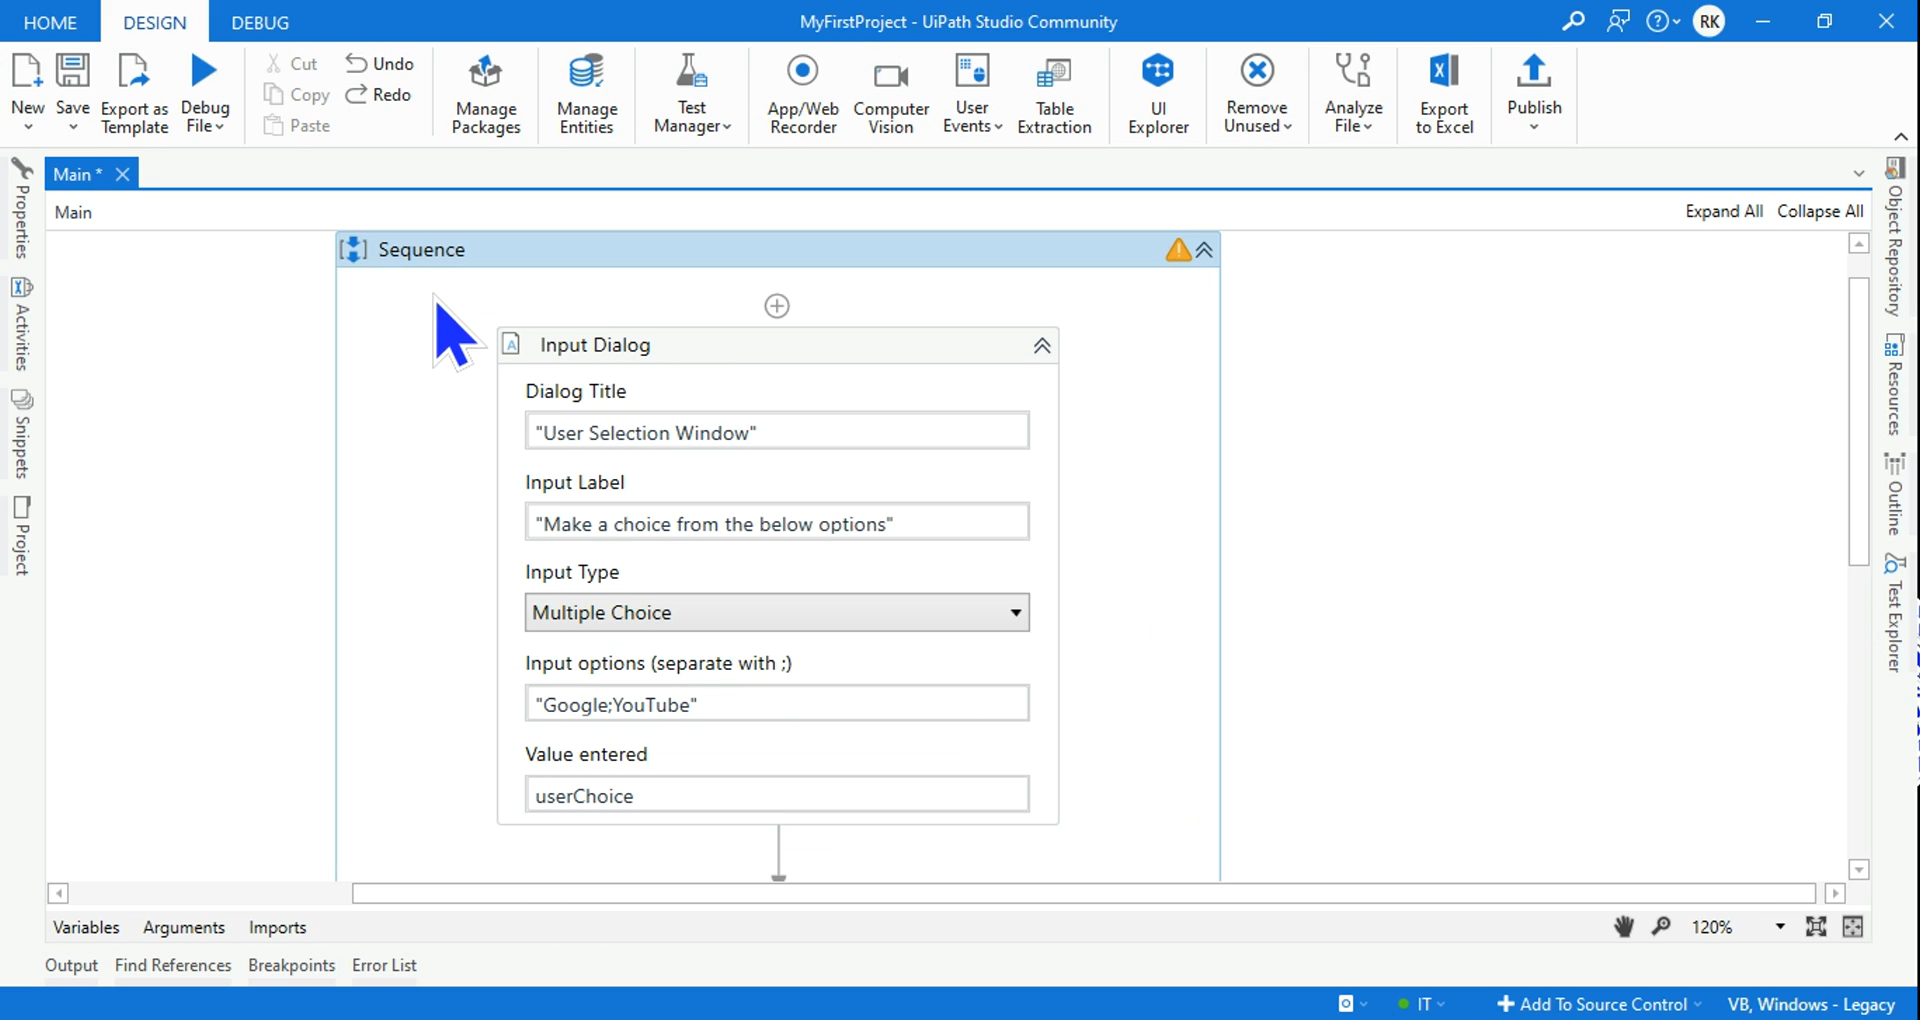 HOME DESIGN DEBUG MyFirstProject - UiPath Studio Community RK
New Save Export as Template Debug File Cut Copy Paste Undo Redo Manage Packages Manage Entities Test Manager App/Web Recorder Computer Vision User Events Table Extraction UI Explorer Remove Unused Analyze File Export to Excel Publish
Main *
Main Expand All Collapse All
Properties
Activities
Snippets
Project
Sequence
Input Dialog
Dialog Title
"User Selection Window"
Input Label
"Make a choice from the below options"
Input Type
Multiple Choice
Input options (separate with ;)
"Google;YouTube"
Value entered
userChoice
Object Repository
Resources
Outline
Test Explorer
Variables Arguments Imports 120%
Output Find References Breakpoints Error List
IT Add To Source Control VB, Windows - Legacy